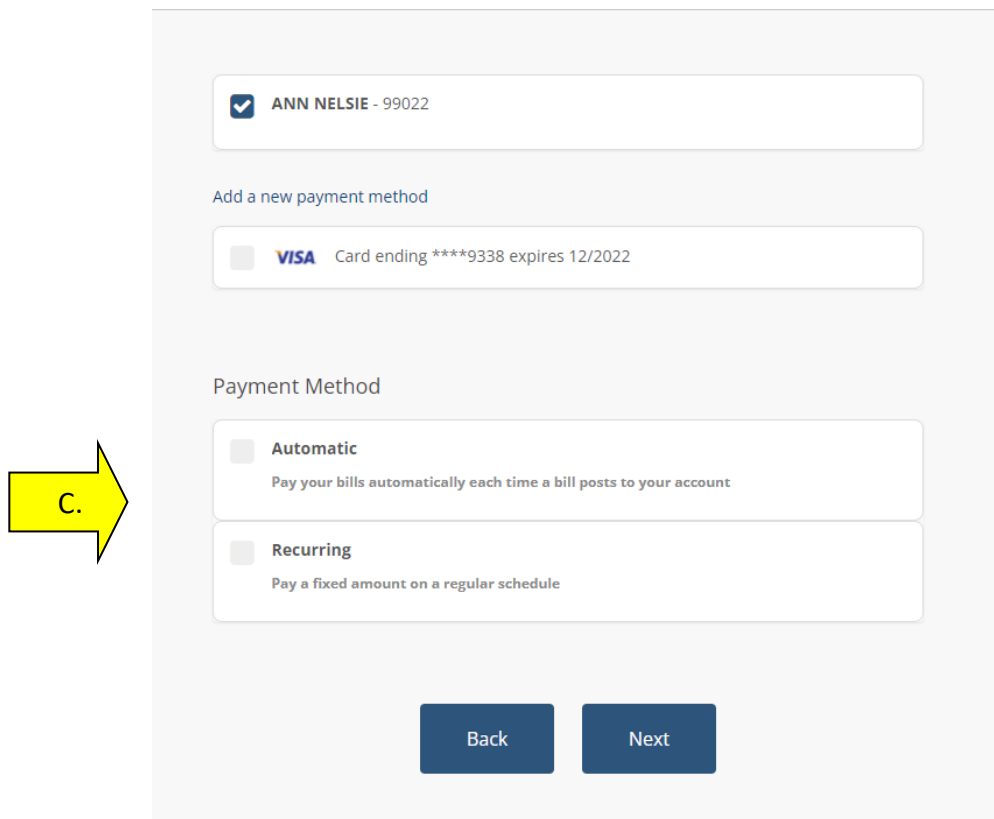 ANN NELSIE - 99022
Add a new payment method
VISA Card ending ****9338 expires 12/2022
Payment Method
Automatic
Pay your bills automatically each time a bill posts to your account
C.
Recurring
Pay a fixed amount on a regular schedule
Back Next